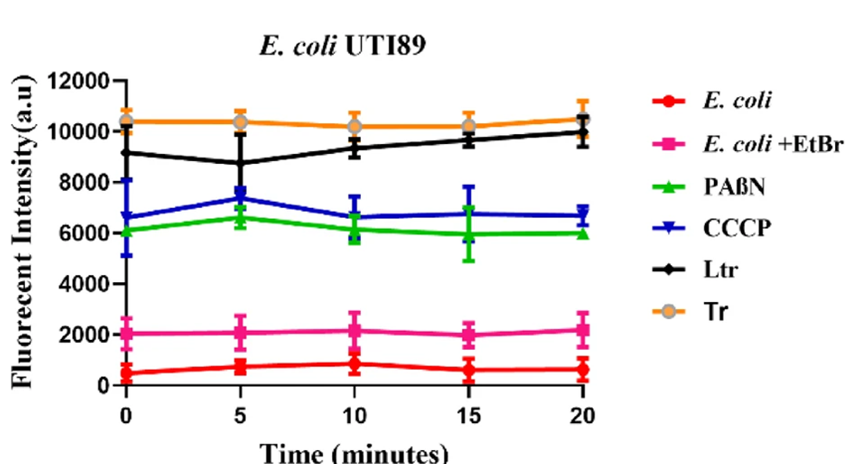 E. coli UTI89
Fluorecent Intensity(a.u)
12000
10000
8000
6000
4000
2000
0
0 5 10 15 20
Time (minutes)
E. coli
E. coli +EtBr
PAßN
CCCP
Ltr
Tr